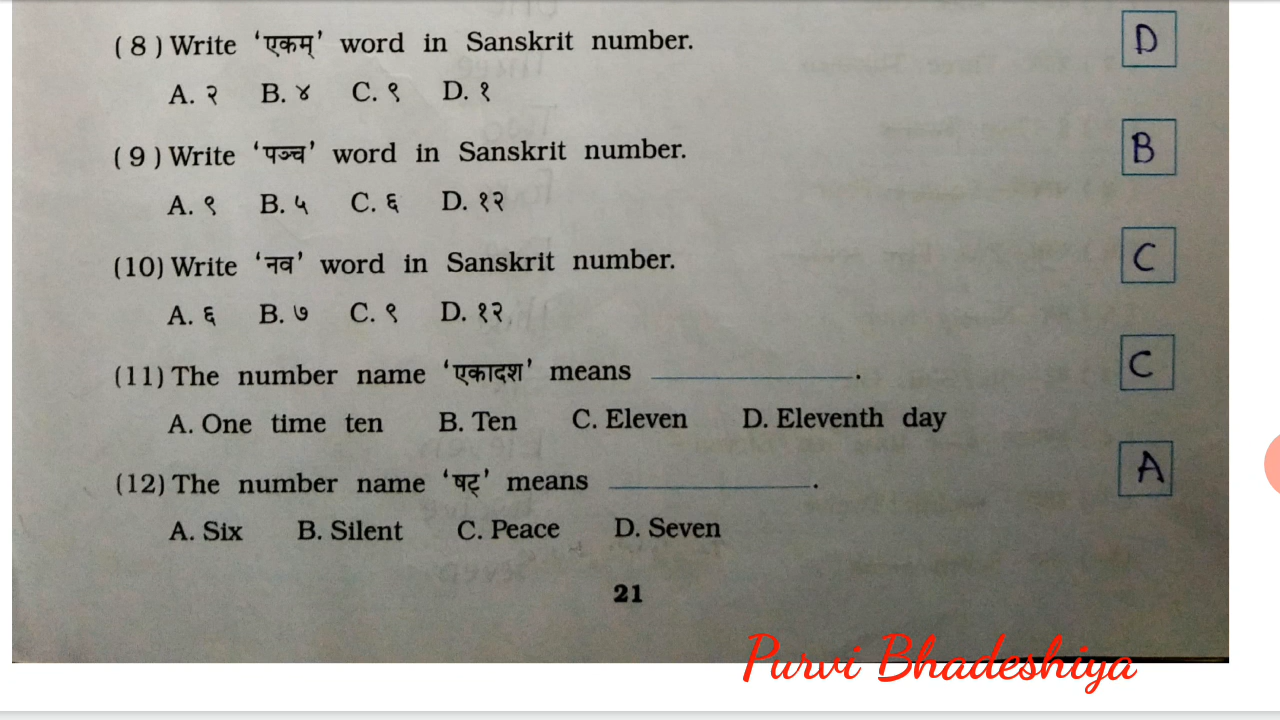 ( 8 ) Write ‘एकम्’ word in Sanskrit number. D
A. २ B. ४ C. ९ D. १
( 9 ) Write ‘पञ्च’ word in Sanskrit number. B
A. ९ B. ५ C. ६ D. १२
(10) Write ‘नव’ word in Sanskrit number. C
A. ६ B. ७ C. ९ D. १२
(11) The number name ‘एकादश’ means ____________. C
A. One time ten B. Ten C. Eleven D. Eleventh day
(12) The number name ‘षट्’ means ____________. A
A. Six B. Silent C. Peace D. Seven
21
Purvi Bhadeshiya